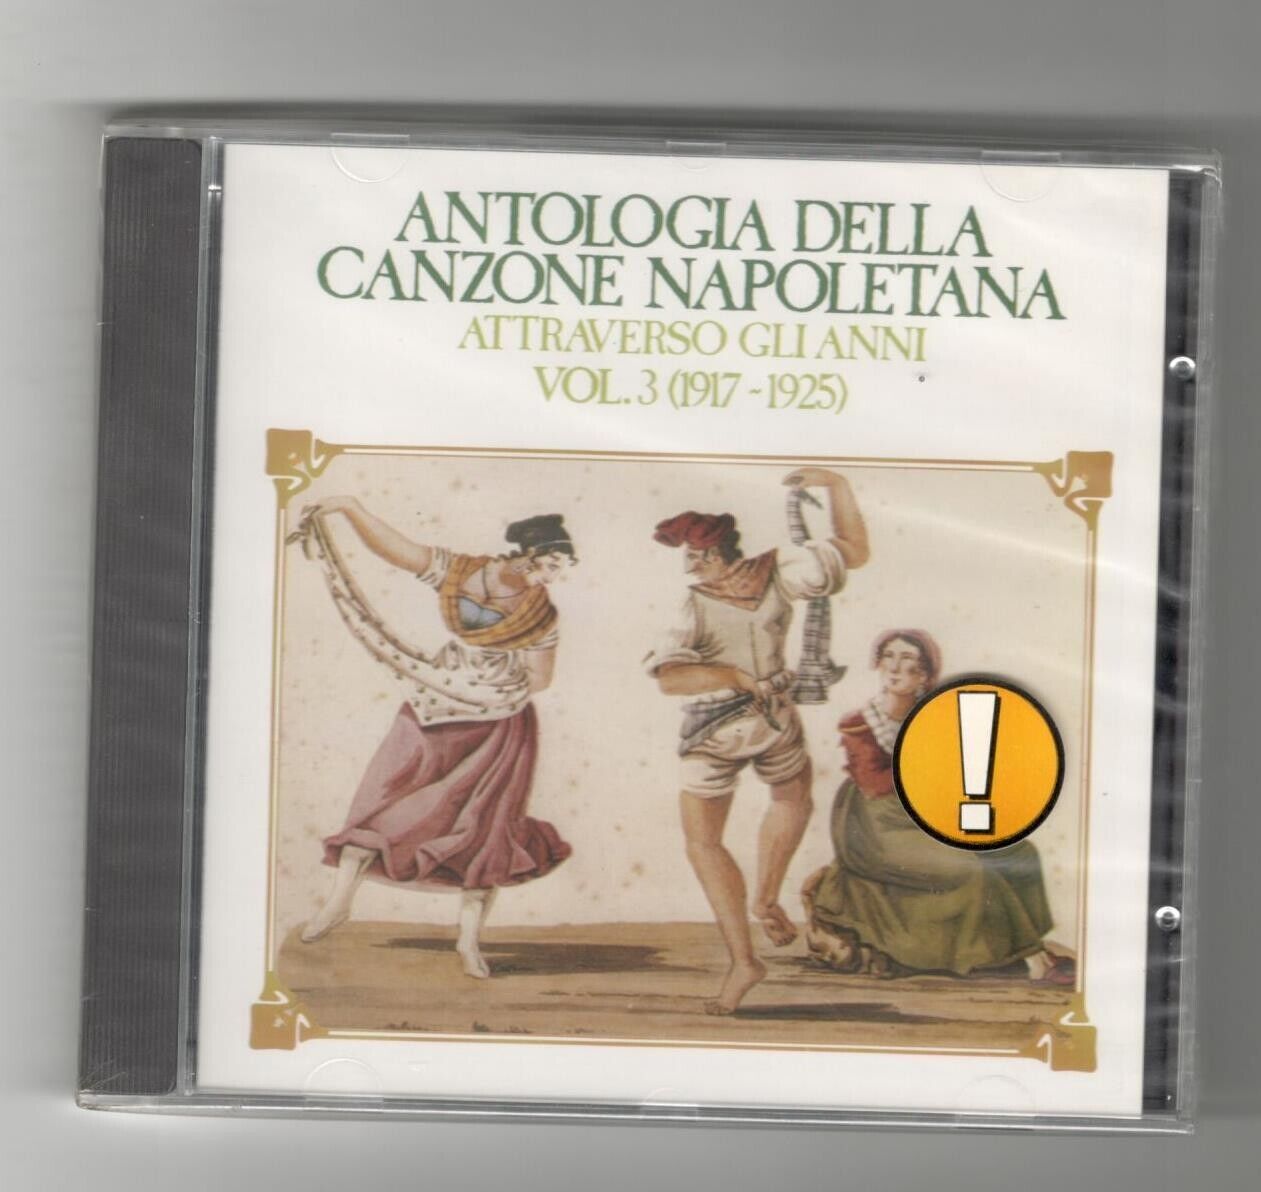 ANTOLOGIA DELLA
CANZONE NAPOLETANA
ATTRAVERSO GLI ANNI
VOL. 3 (1917 ~ 1925)
!